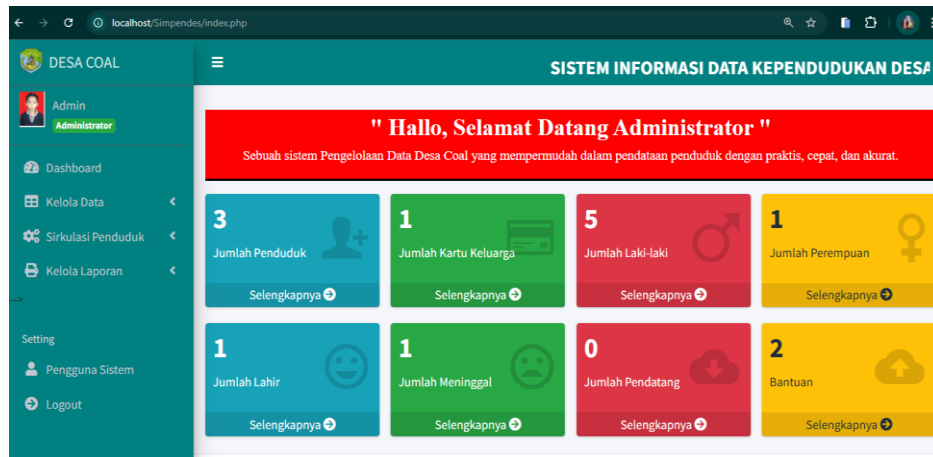 localhost/Simpendes/index.php
DESA COAL
SISTEM INFORMASI DATA KEPENDUDUKAN DESA
Admin
Administrator
Dashboard
Kelola Data
Sirkulasi Penduduk
Kelola Laporan
-->
Setting
Pengguna Sistem
Logout
" Hallo, Selamat Datang Administrator "
Sebuah sistem Pengelolaan Data Desa Coal yang mempermudah dalam pendataan penduduk dengan praktis, cepat, dan akurat.
3
Jumlah Penduduk
Selengkapnya
1
Jumlah Kartu Keluarga
Selengkapnya
5
Jumlah Laki-laki
Selengkapnya
1
Jumlah Perempuan
Selengkapnya
1
Jumlah Lahir
Selengkapnya
1
Jumlah Meninggal
Selengkapnya
0
Jumlah Pendatang
Selengkapnya
2
Bantuan
Selengkapnya